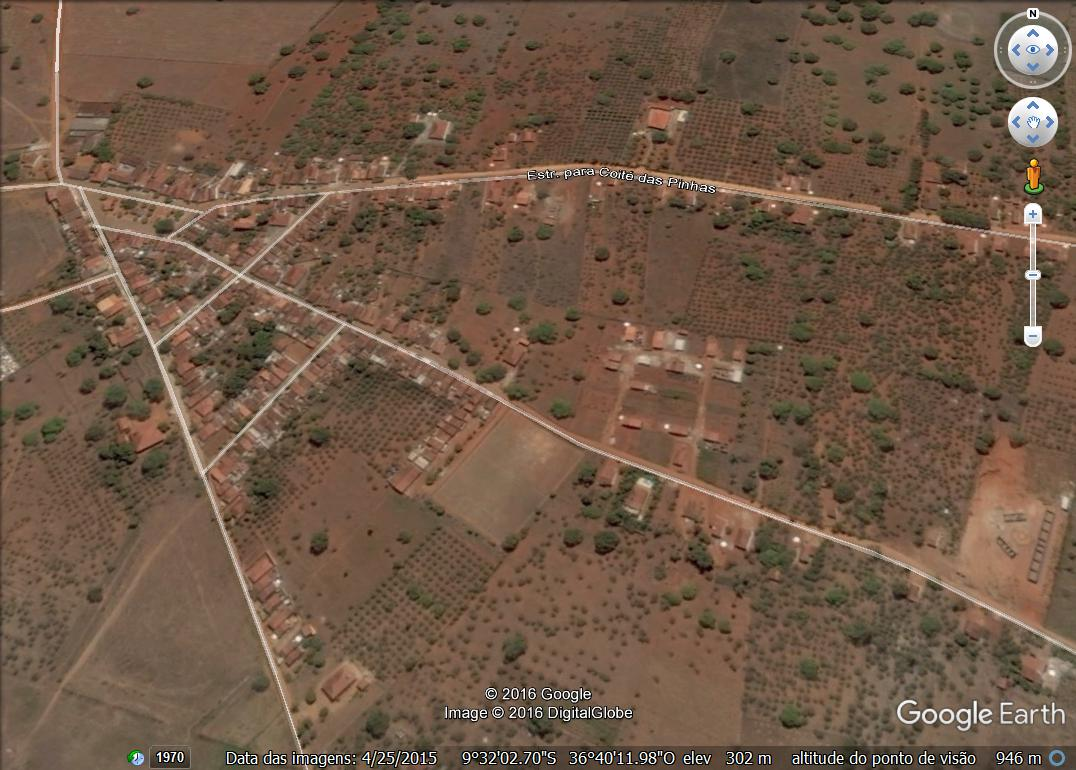 N
Estr. para Coité das Pinhas
© 2016 Google
Image © 2016 DigitalGlobe
Google Earth
1970 Data das imagens: 4/25/2015 9°32'02.70"S 36°40'11.98"O elev 302 m altitude do ponto de visão 946 m